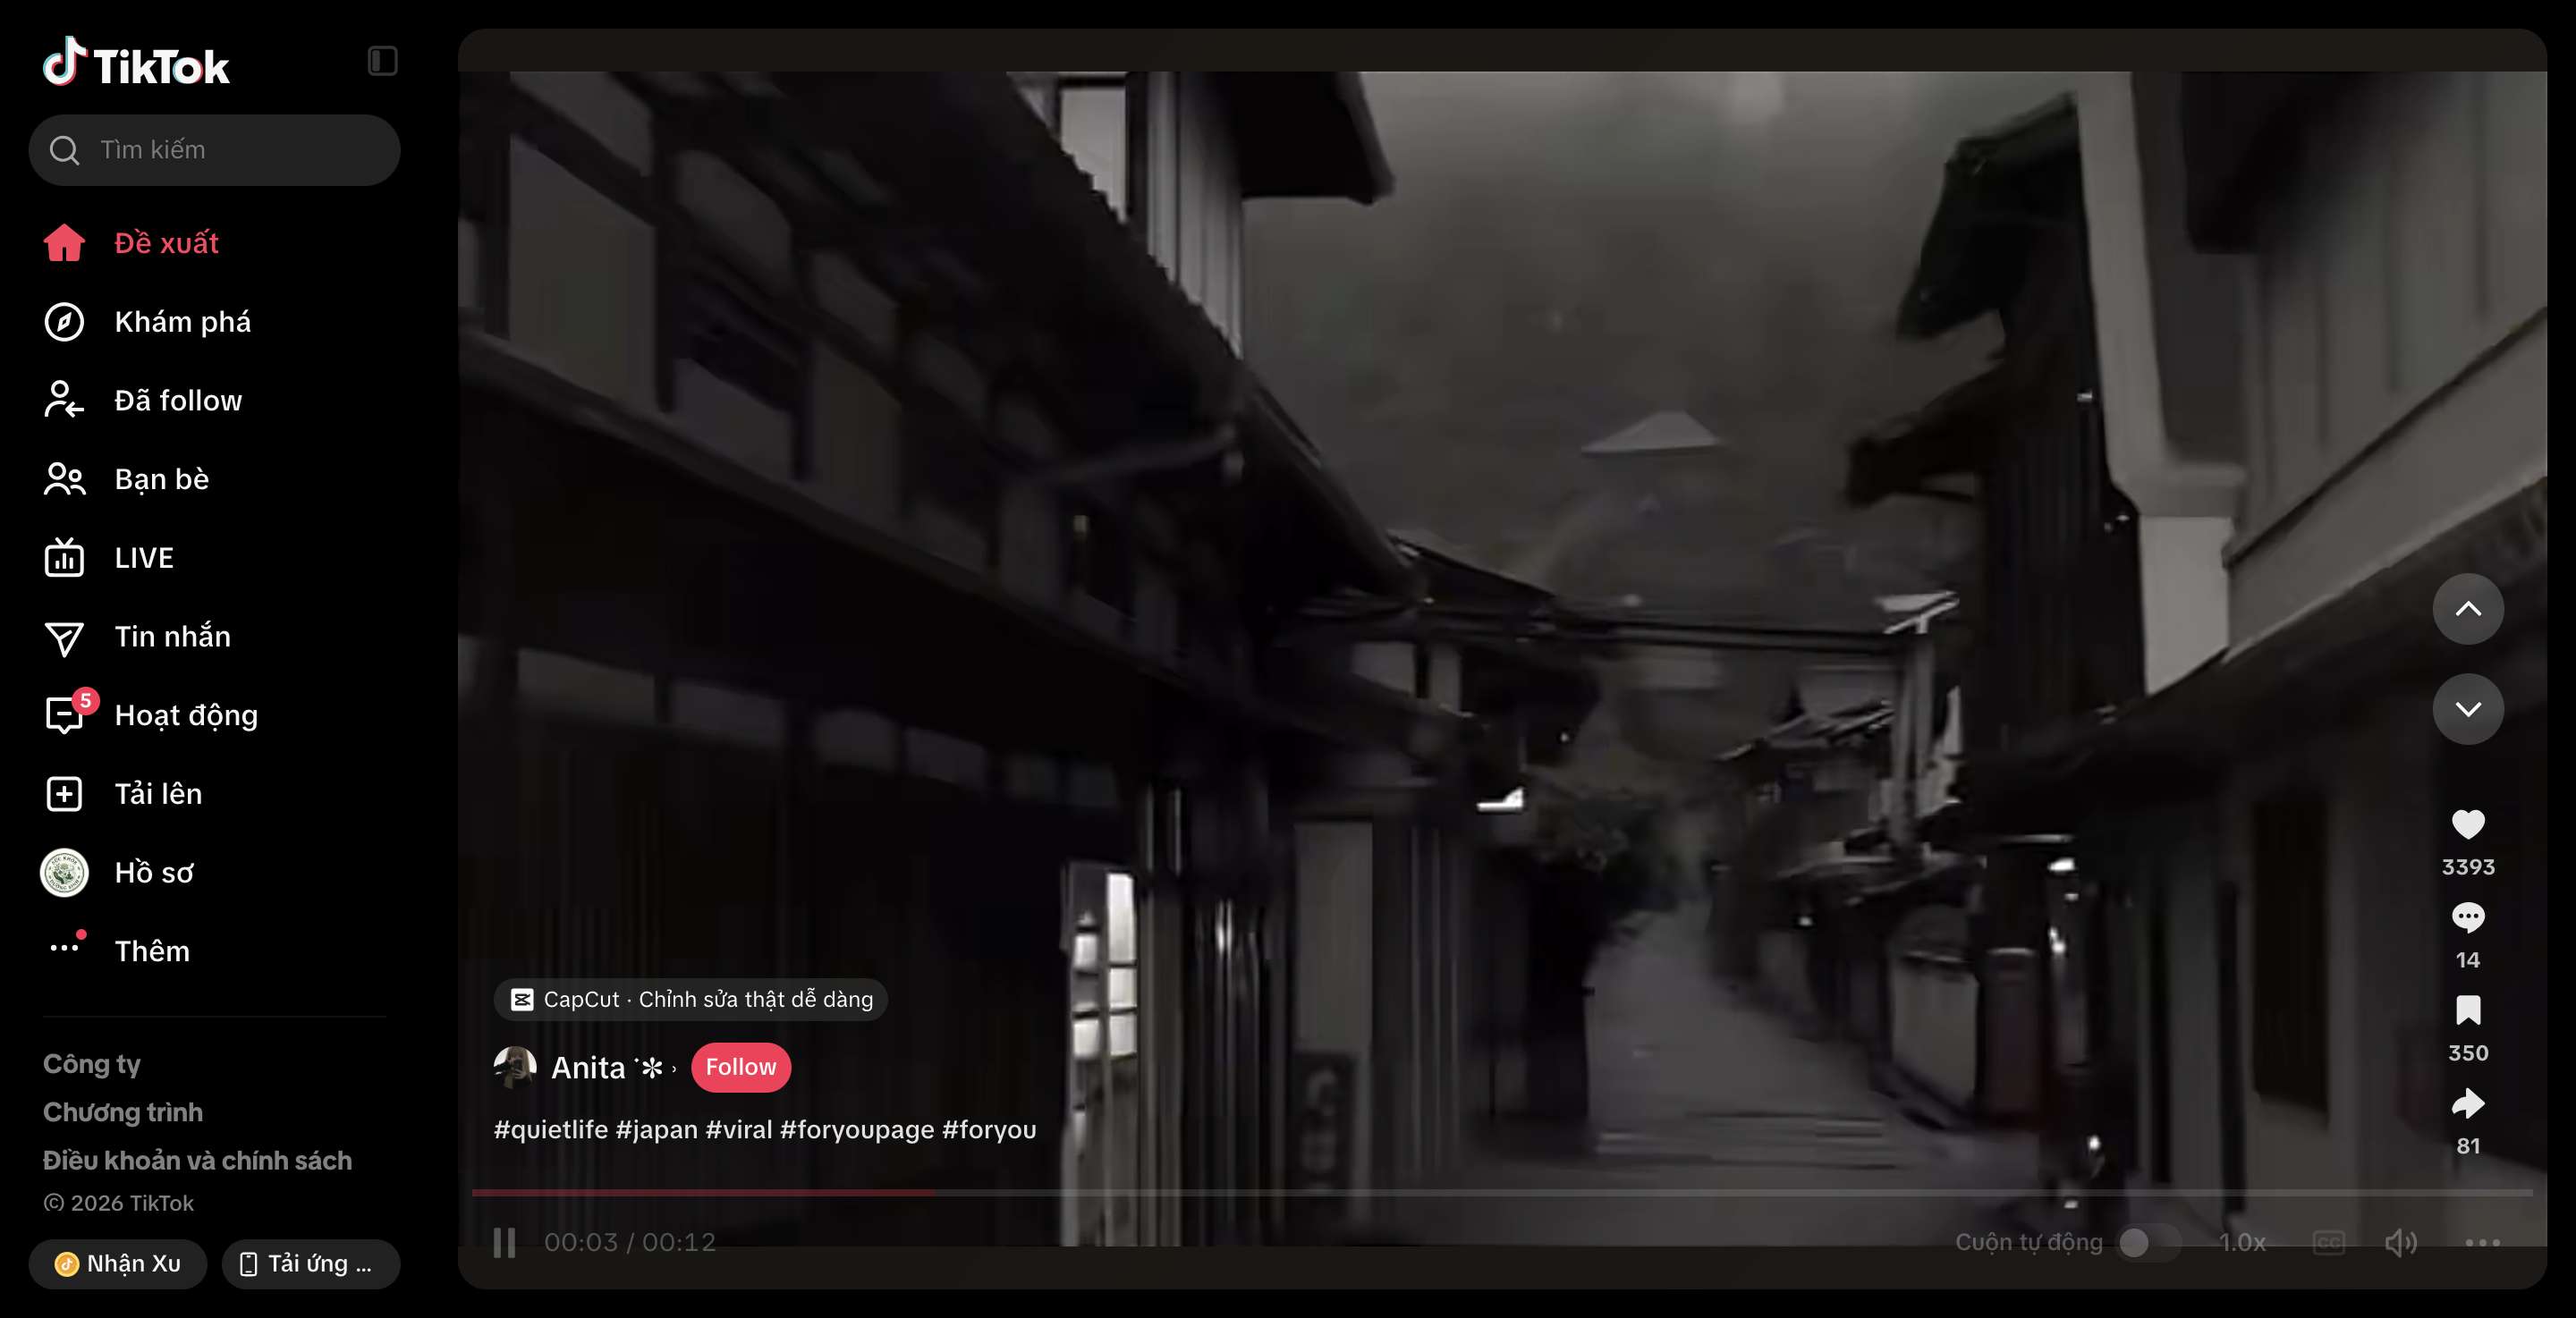 TikTok
Tìm kiếm
Đề xuất
Khám phá
Đã follow
Bạn bè
LIVE
Tin nhắn
5
Hoạt động
Tải lên
Hồ sơ
Thêm
Công ty
Chương trình
Điều khoản và chính sách
© 2026 TikTok
Nhận Xu
Tải ứng ...
CapCut · Chỉnh sửa thật dễ dàng
Anita
Follow
#quietlife #japan #viral #foryoupage #foryou
00:03 / 00:12
3393
14
350
81
Cuộn tự động
1.0x
CC